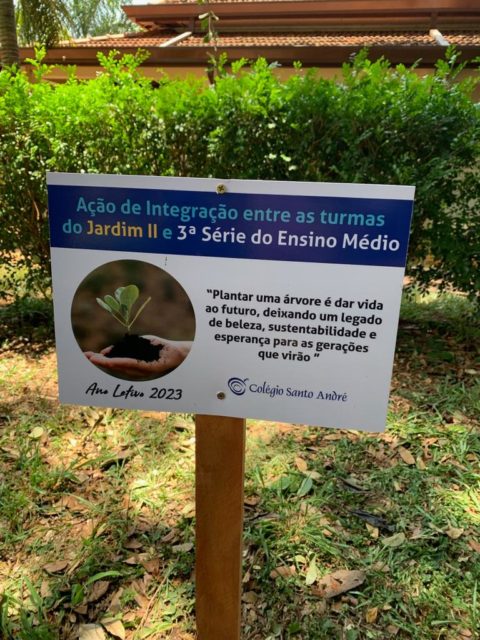 Ação de Integração entre as turmas
do Jardim II e 3ª Série do Ensino Médio
"Plantar uma árvore é dar vida
ao futuro, deixando um legado
de beleza, sustentabilidade e
esperança para as gerações
que virão "
Ano Letivo 2023
Colégio Santo André